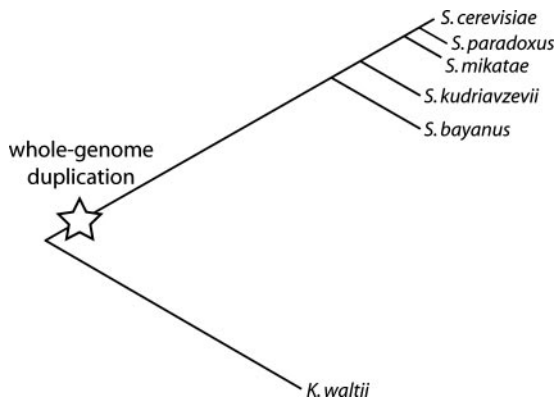 S. cerevisiae
S. paradoxus
S. mikatae
S. kudriavzevii
S. bayanus
whole-genome
duplication
K. waltii